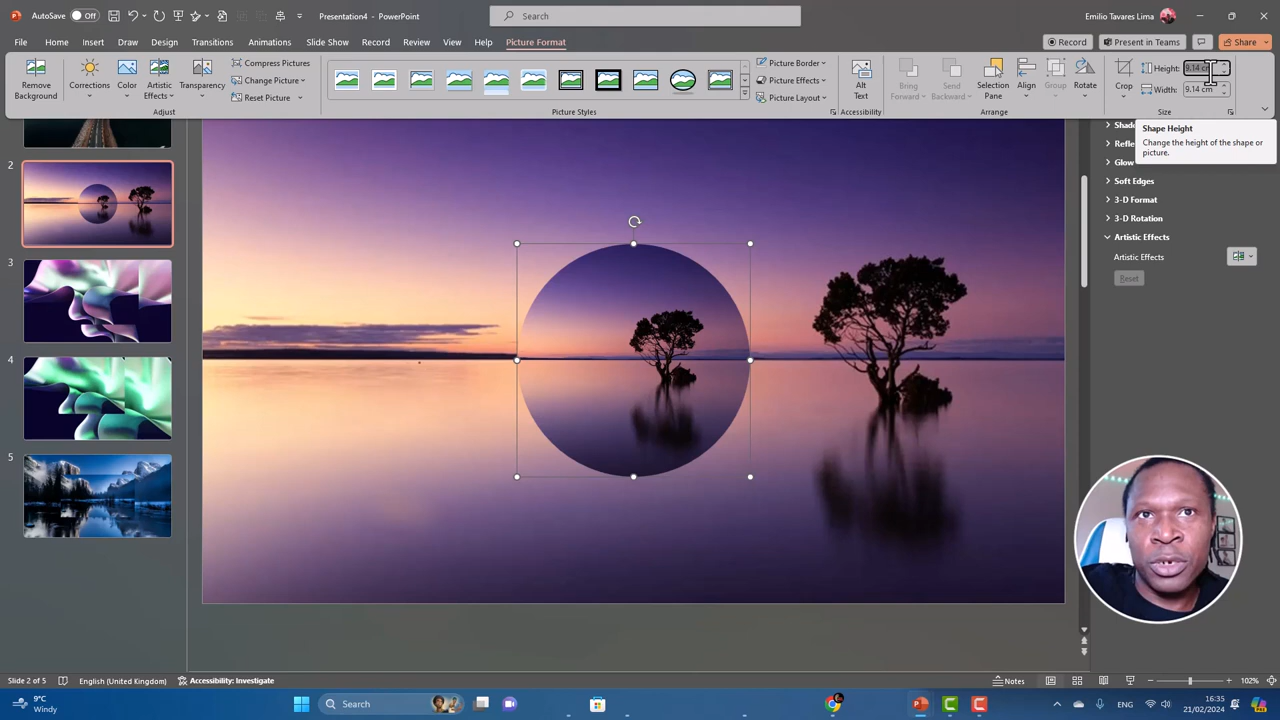 AutoSave Off Presentation4 - PowerPoint Search Emilio Tavares Lima
File Home Insert Draw Design Transitions Animations Slide Show Record Review View Help Picture Format Record Present in Teams Share
Remove Background
Corrections
Color
Artistic Effects
Transparency
Compress Pictures
Change Picture
Reset Picture
Adjust
Picture Styles
Picture Border
Picture Effects
Picture Layout
Alt Text
Accessibility
Bring Forward
Send Backward
Selection Pane
Align
Group
Rotate
Arrange
Crop
Height: 9.14 cm
Width: 9.14 cm
Size
Shape Height
Change the height of the shape or
picture.
Glow
Soft Edges
3-D Format
3-D Rotation
Artistic Effects
Artistic Effects
Reset
2
3
4
5
Slide 2 of 5 English (United Kingdom) Accessibility: Investigate Notes 102%
9°C
Windy
Search
ENG
16:35
21/02/2024